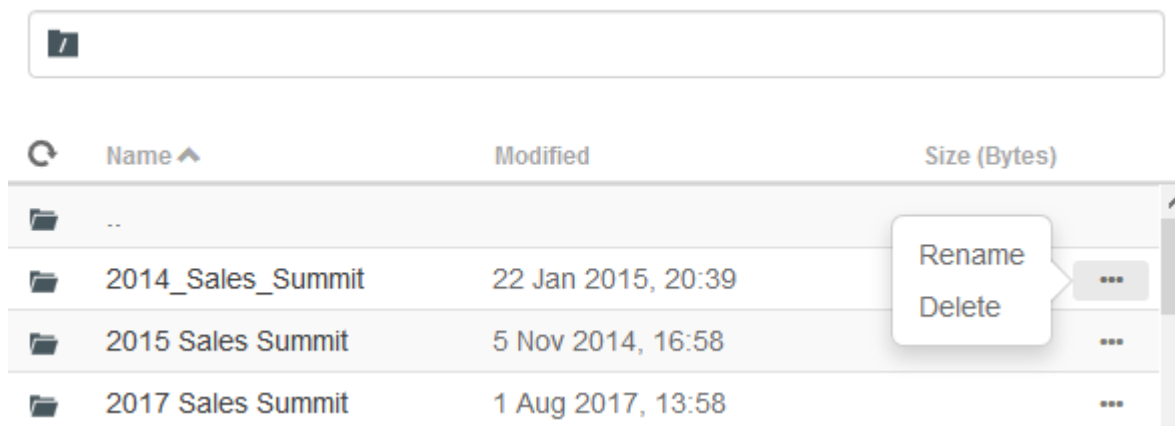 /
Name Modified Size (Bytes)
..
2014_Sales_Summit 22 Jan 2015, 20:39 •••
2015 Sales Summit 5 Nov 2014, 16:58 •••
2017 Sales Summit 1 Aug 2017, 13:58 •••
Rename
Delete